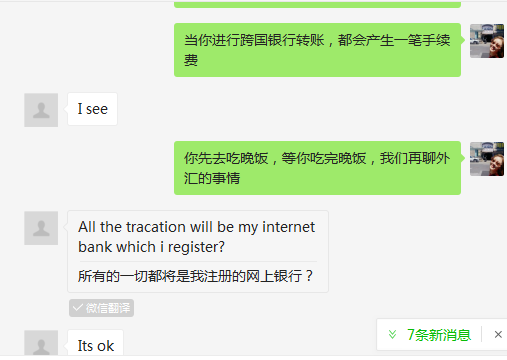 当你进行跨国银行转账，都会产生一笔手续
费
I see
你先去吃晚饭，等你吃完晚饭，我们再聊外
汇的事情
All the tracation will be my internet
bank which i register?
所有的一切都将是我注册的网上银行？
微信翻译
Its ok
7条新消息